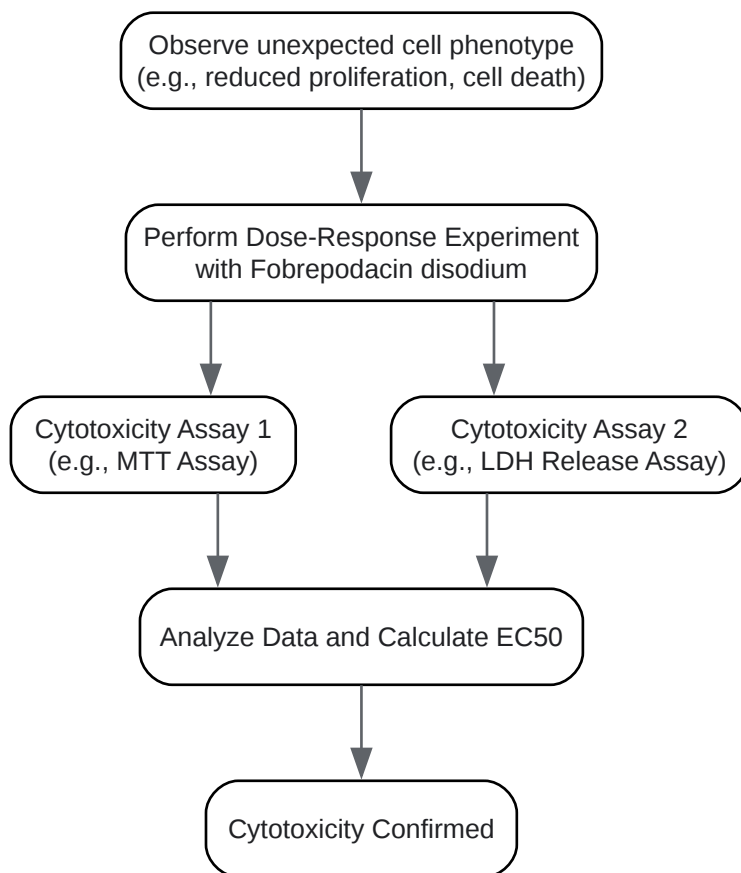 Observe unexpected cell phenotype
(e.g., reduced proliferation, cell death)
Perform Dose-Response Experiment
with Fobrepodacin disodium
Cytotoxicity Assay 1
(e.g., MTT Assay)
Cytotoxicity Assay 2
(e.g., LDH Release Assay)
Analyze Data and Calculate EC50
Cytotoxicity Confirmed